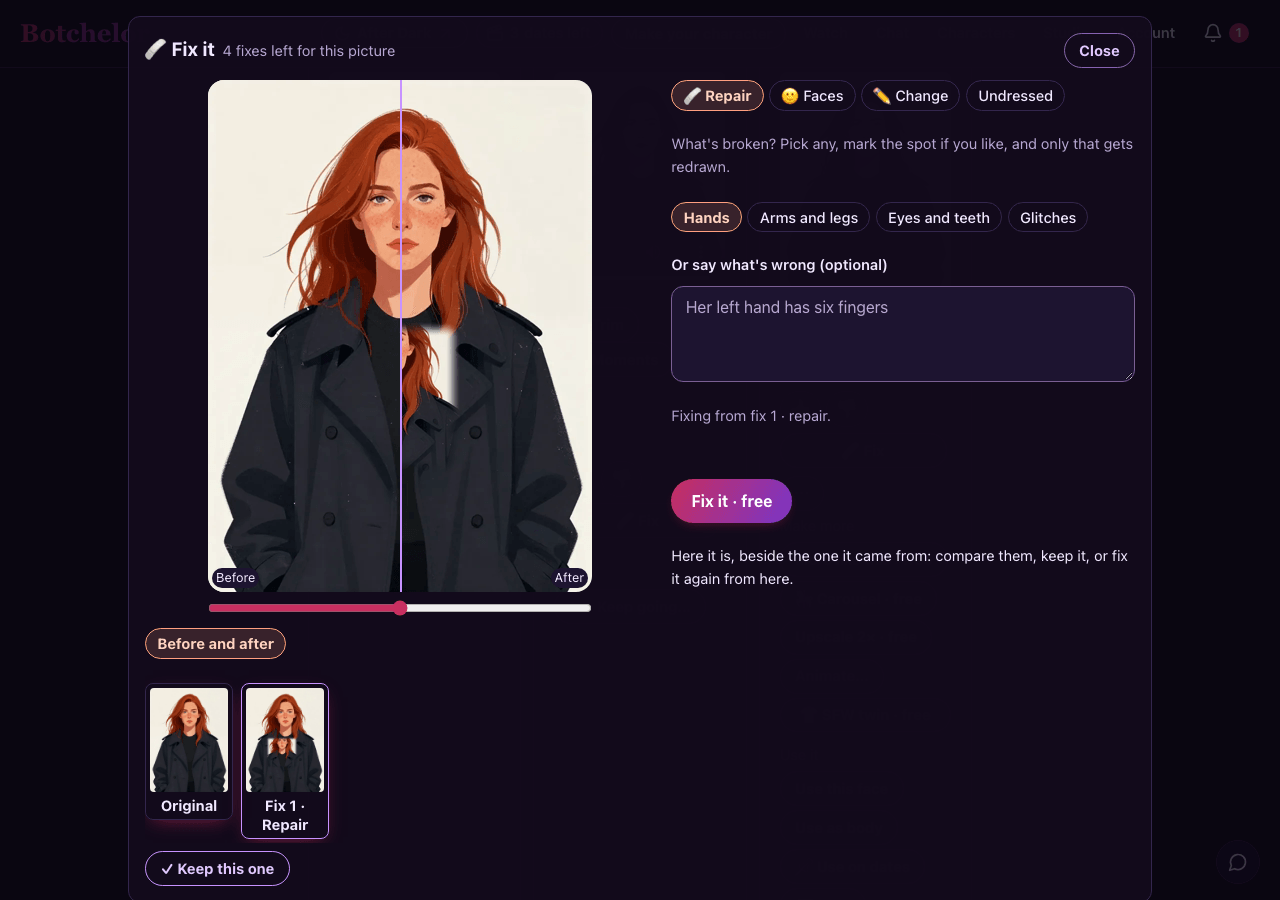 Fix it 4 fixes left for this picture
Close
unt
1
Repair
Faces
Change
Undressed
What's broken? Pick any, mark the spot if you like, and only that gets
redrawn.
Hands
Arms and legs
Eyes and teeth
Glitches
Or say what's wrong (optional)
Her left hand has six fingers
Fixing from fix 1 · repair.
Fix it · free
Here it is, beside the one it came from: compare them, keep it, or fix
it again from here.
Before
After
Before and after
Original
Fix 1 ·
Repair
✓ Keep this one